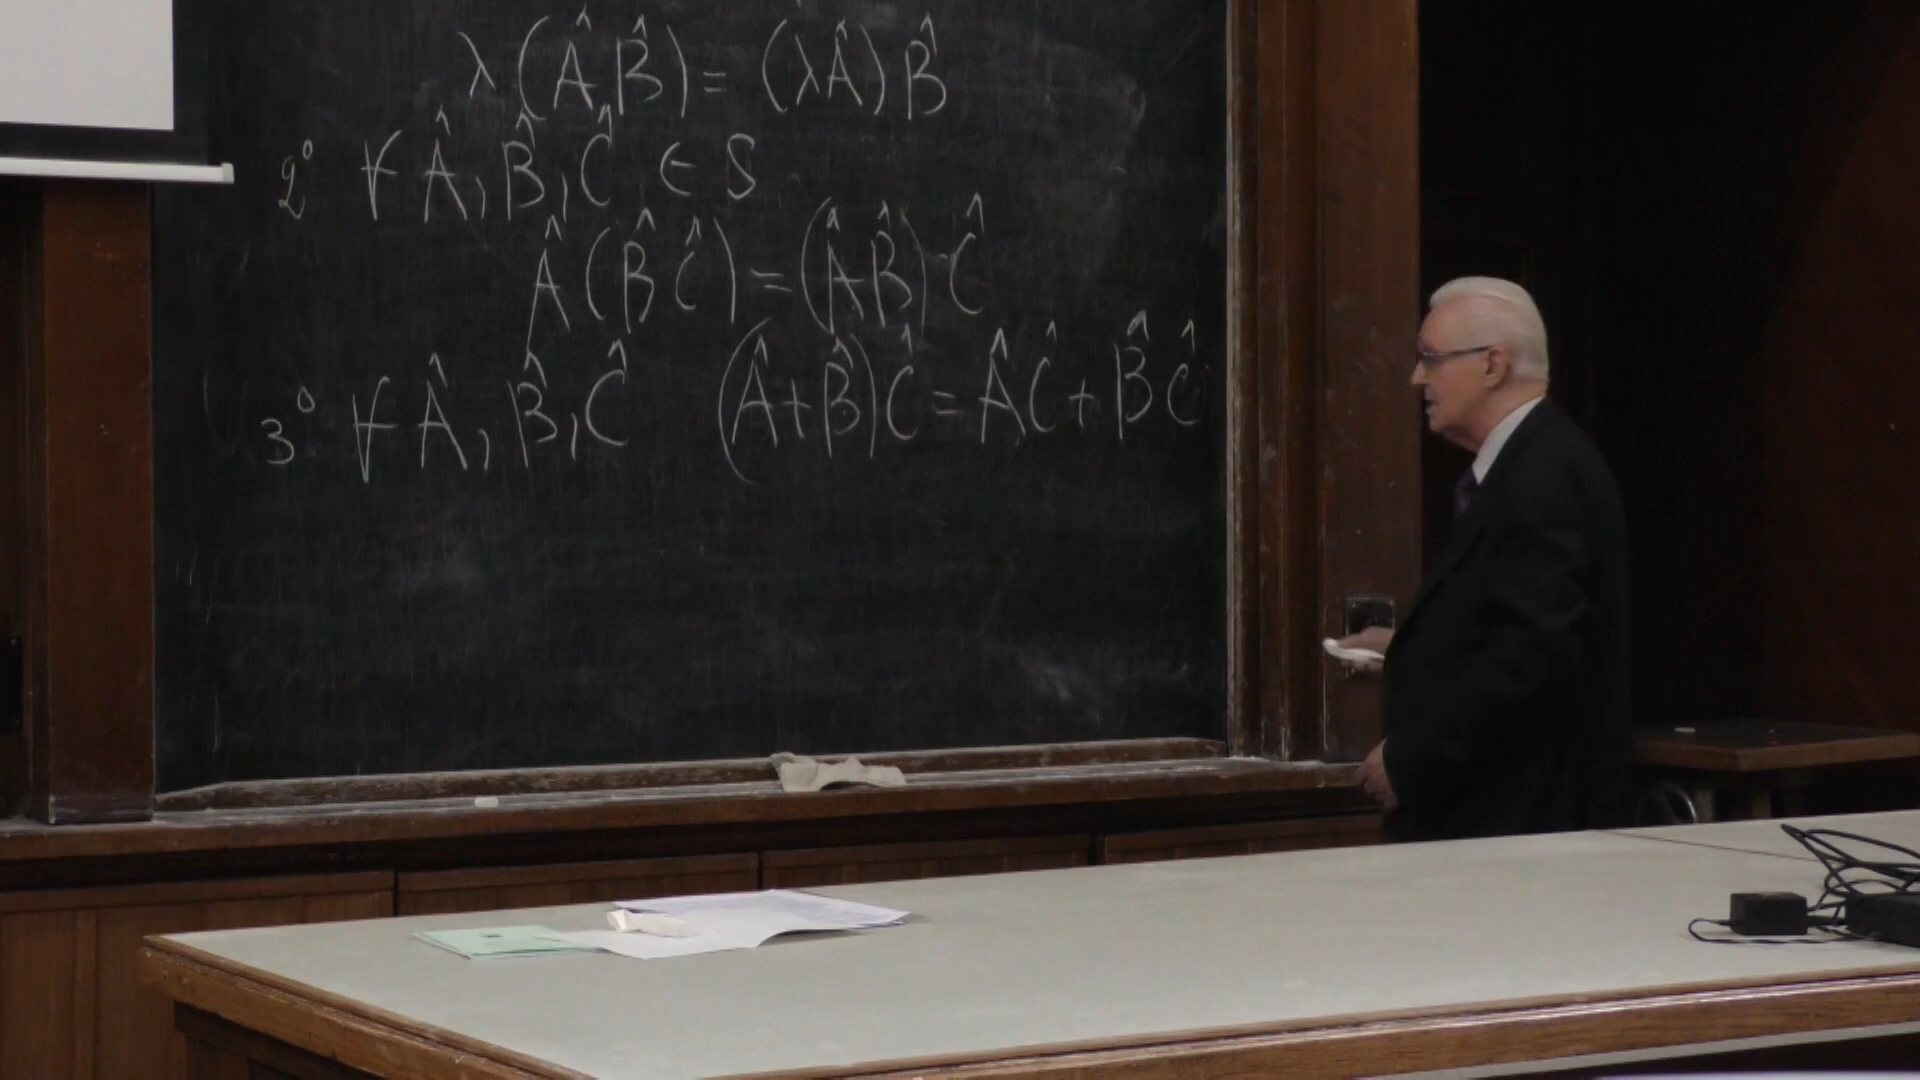 λ(ÂB̂) = (λÂ)B̂
2° ∀ Â, B̂, Ĉ ∈ S
Â(B̂Ĉ) = (ÂB̂)·Ĉ
3° ∀ Â, B̂, Ĉ (Â+B̂)Ĉ = ÂĈ + B̂Ĉ